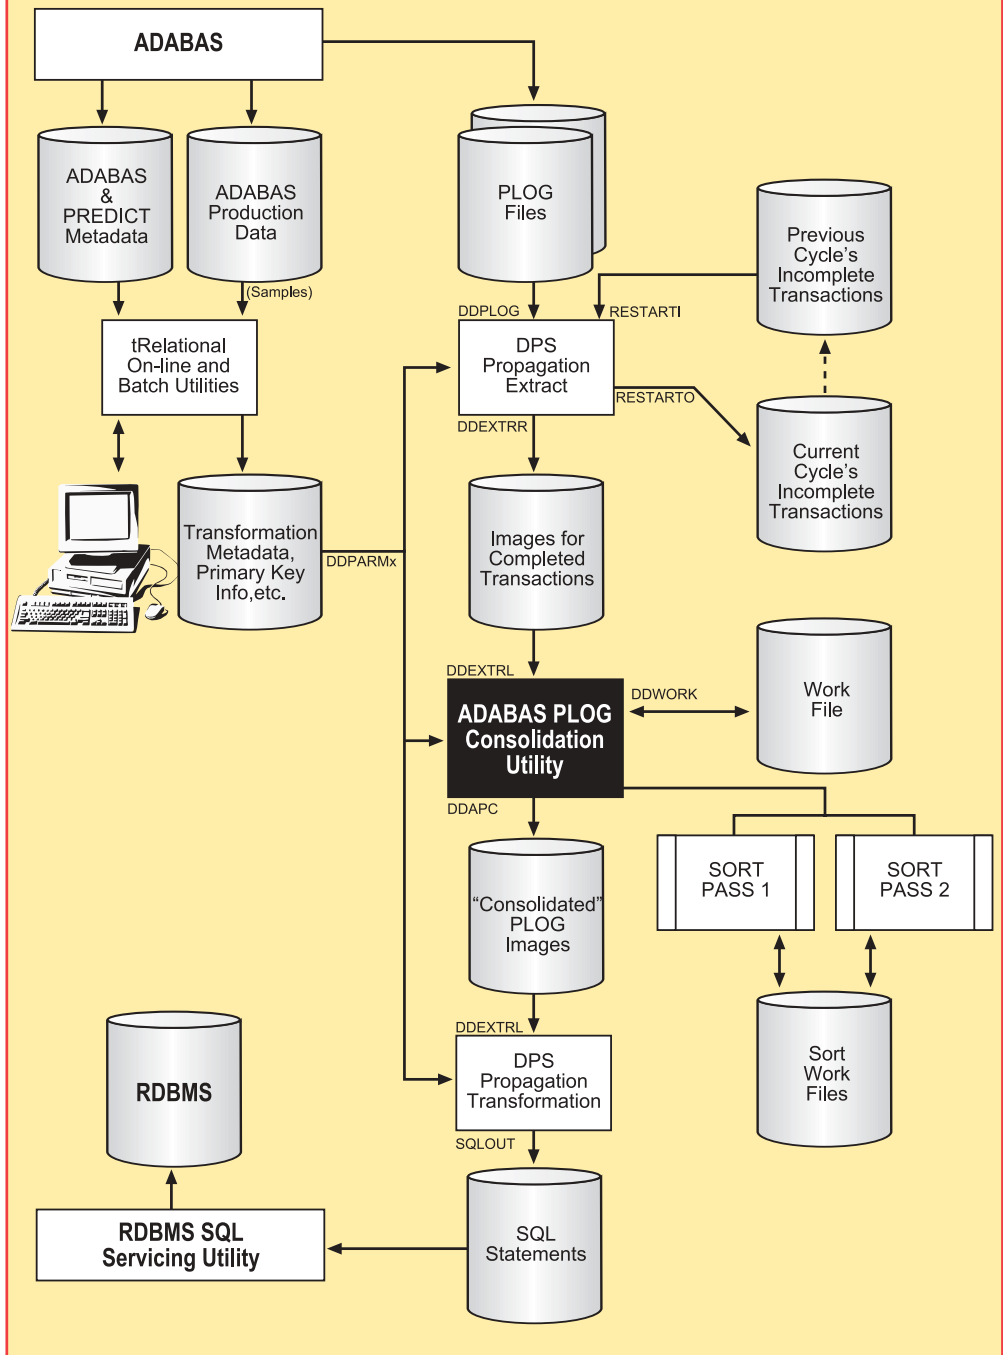 ADABAS
ADABAS
&
PREDICT
Metadata
ADABAS
Production
Data
(Samples)
PLOG
Files
Previous
Cycle's
Incomplete
Transactions
DDPLOG
RESTARTI
tRelational
On-line and
Batch Utilities
DPS
Propagation
Extract
RESTARTO
DDEXTRR
Current
Cycle's
Incomplete
Transactions
Transformation
Metadata,
Primary Key
Info,etc.
DDPARMx
Images for
Completed
Transactions
DDEXTRL
ADABAS PLOG
Consolidation
Utility
DDWORK
Work
File
DDAPC
SORT
PASS 1
SORT
PASS 2
“Consolidated”
PLOG
Images
Sort
Work
Files
DDEXTRL
DPS
Propagation
Transformation
SQLOUT
RDBMS
SQL
Statements
RDBMS SQL
Servicing Utility